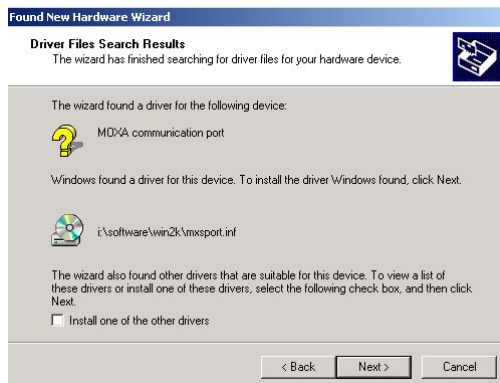 Found New Hardware Wizard
Driver Files Search Results
The wizard has finished searching for driver files for your hardware device.
The wizard found a driver for the following device:
MOXA communication port
Windows found a driver for this device. To install the driver Windows found, click Next.
i:\software\win2k\mxsport.inf
The wizard also found other drivers that are suitable for this device. To view a list of
these drivers or install one of these drivers, select the following check box, and then click
Next.
Install one of the other drivers
< Back Next > Cancel